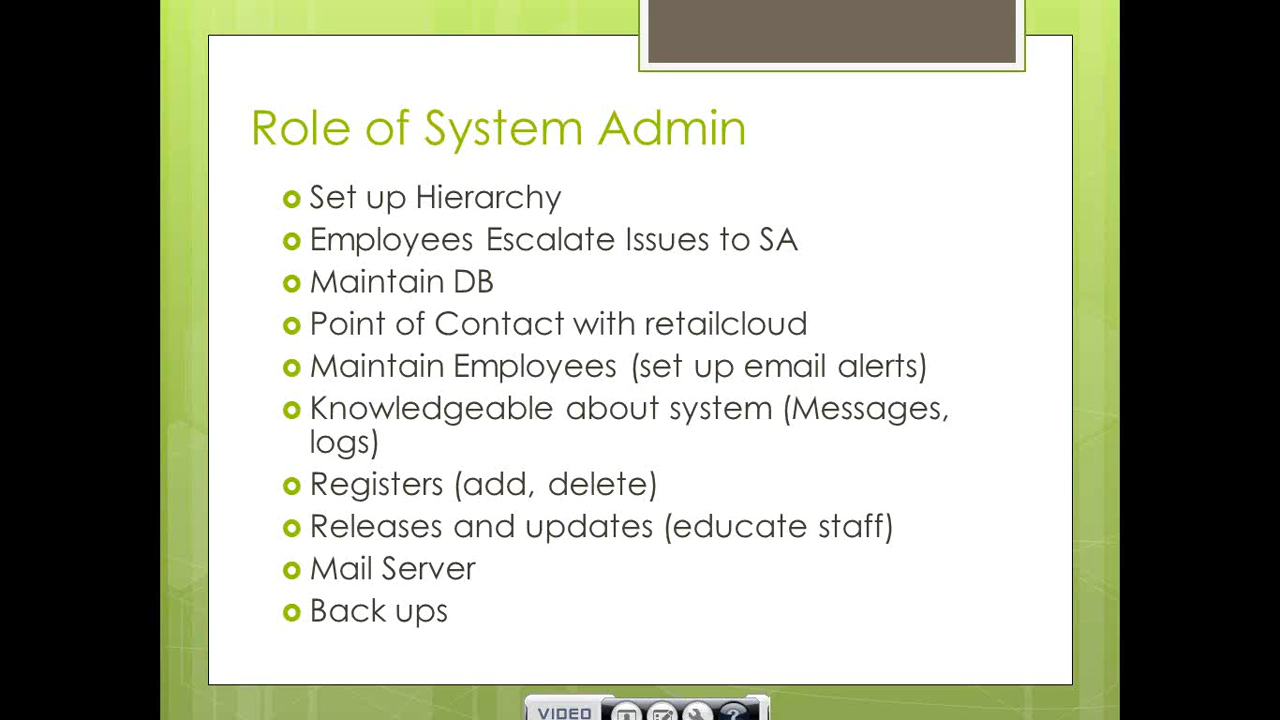 Role of System Admin
Set up Hierarchy
Employees Escalate Issues to SA
Maintain DB
Point of Contact with retailcloud
Maintain Employees (set up email alerts)
Knowledgeable about system (Messages,
logs)
Registers (add, delete)
Releases and updates (educate staff)
Mail Server
Back ups
VIDEO
?